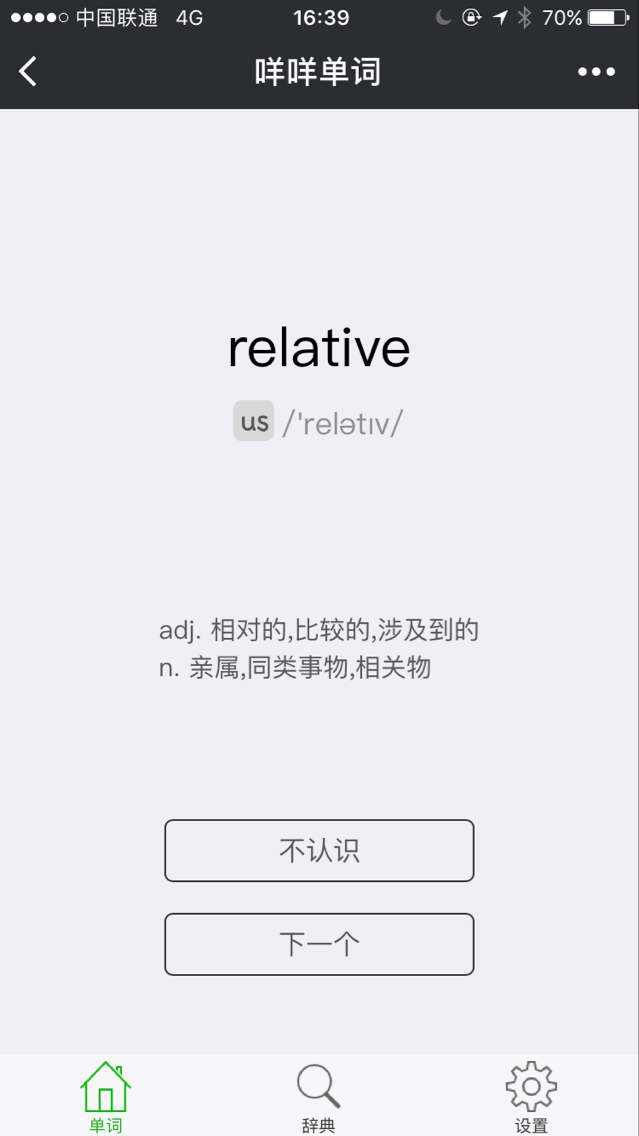 中国联通 4G 16:39 70%
咩咩单词
relative
us /'relətɪv/
adj. 相对的,比较的,涉及到的
n. 亲属,同类事物,相关物
不认识
下一个
单词 辞典 设置